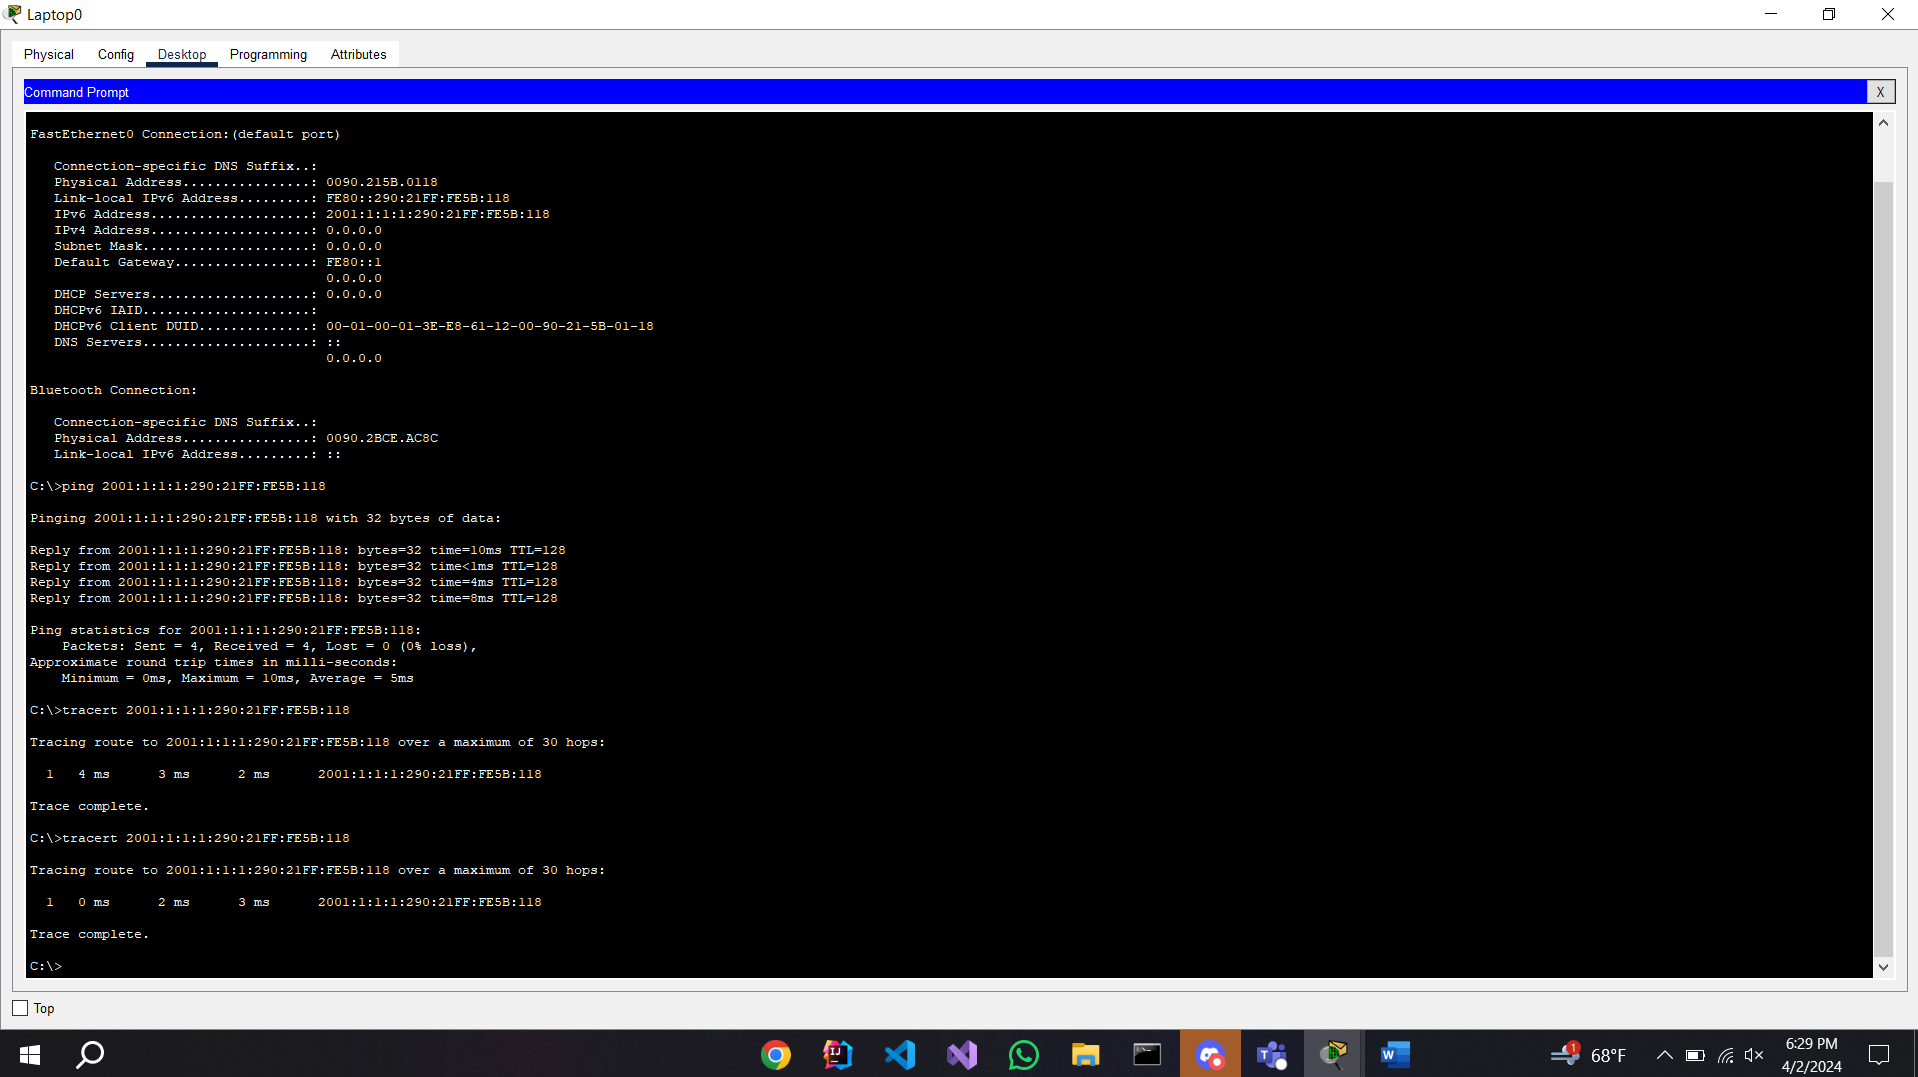 Laptop0
Physical Config Desktop Programming Attributes
Command Prompt X
FastEthernet0 Connection:(default port)
Connection-specific DNS Suffix..:
Physical Address................: 0090.215B.0118
Link-local IPv6 Address.........: FE80::290:21FF:FE5B:118
IPv6 Address....................: 2001:1:1:1:290:21FF:FE5B:118
IPv4 Address....................: 0.0.0.0
Subnet Mask.....................: 0.0.0.0
Default Gateway.................: FE80::1
0.0.0.0
DHCP Servers....................: 0.0.0.0
DHCPv6 IAID.....................:
DHCPv6 Client DUID..............: 00-01-00-01-3E-E8-61-12-00-90-21-5B-01-18
DNS Servers.....................: ::
0.0.0.0
Bluetooth Connection:
Connection-specific DNS Suffix..:
Physical Address................: 0090.2BCE.AC8C
Link-local IPv6 Address.........: ::
C:\>ping 2001:1:1:1:290:21FF:FE5B:118
Pinging 2001:1:1:1:290:21FF:FE5B:118 with 32 bytes of data:
Reply from 2001:1:1:1:290:21FF:FE5B:118: bytes=32 time=10ms TTL=128
Reply from 2001:1:1:1:290:21FF:FE5B:118: bytes=32 time<1ms TTL=128
Reply from 2001:1:1:1:290:21FF:FE5B:118: bytes=32 time=4ms TTL=128
Reply from 2001:1:1:1:290:21FF:FE5B:118: bytes=32 time=8ms TTL=128
Ping statistics for 2001:1:1:1:290:21FF:FE5B:118:
Packets: Sent = 4, Received = 4, Lost = 0 (0% loss),
Approximate round trip times in milli-seconds:
Minimum = 0ms, Maximum = 10ms, Average = 5ms
C:\>tracert 2001:1:1:1:290:21FF:FE5B:118
Tracing route to 2001:1:1:1:290:21FF:FE5B:118 over a maximum of 30 hops:
1 4 ms 3 ms 2 ms 2001:1:1:1:290:21FF:FE5B:118
Trace complete.
C:\>tracert 2001:1:1:1:290:21FF:FE5B:118
Tracing route to 2001:1:1:1:290:21FF:FE5B:118 over a maximum of 30 hops:
1 0 ms 2 ms 3 ms 2001:1:1:1:290:21FF:FE5B:118
Trace complete.
C:\>
Top
1 68°F 6:29 PM
4/2/2024